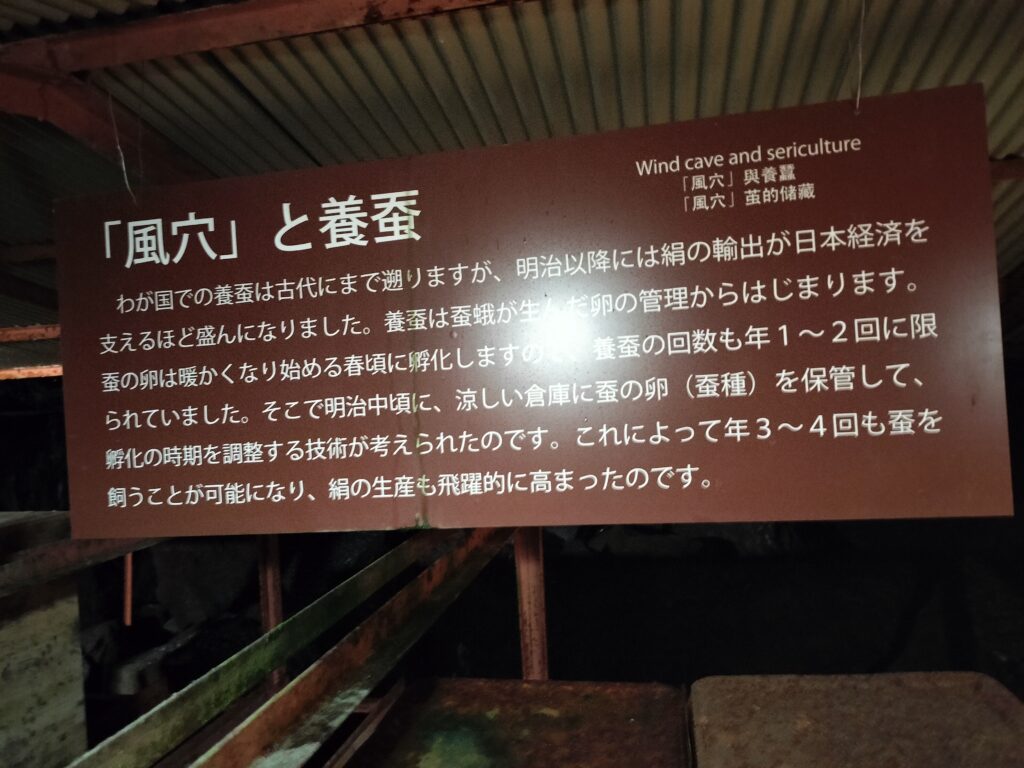 Wind cave and sericulture
「風穴」與養蠶
「風穴」茧的储藏
「風穴」と養蚕
わが国での養蚕は古代にまで遡りますが、明治以降には絹の輸出が日本経済を
支えるほど盛んになりました。養蚕は蚕蛾が生んだ卵の管理からはじまります。
蚕の卵は暖かくなり始める春頃に孵化しますので、養蚕の回数も年1～2回に限
られていました。そこで明治中頃に、涼しい倉庫に蚕の卵（蚕種）を保管して、
孵化の時期を調整する技術が考えられたのです。これによって年3～4回も蚕を
飼うことが可能になり、絹の生産も飛躍的に高まったのです。